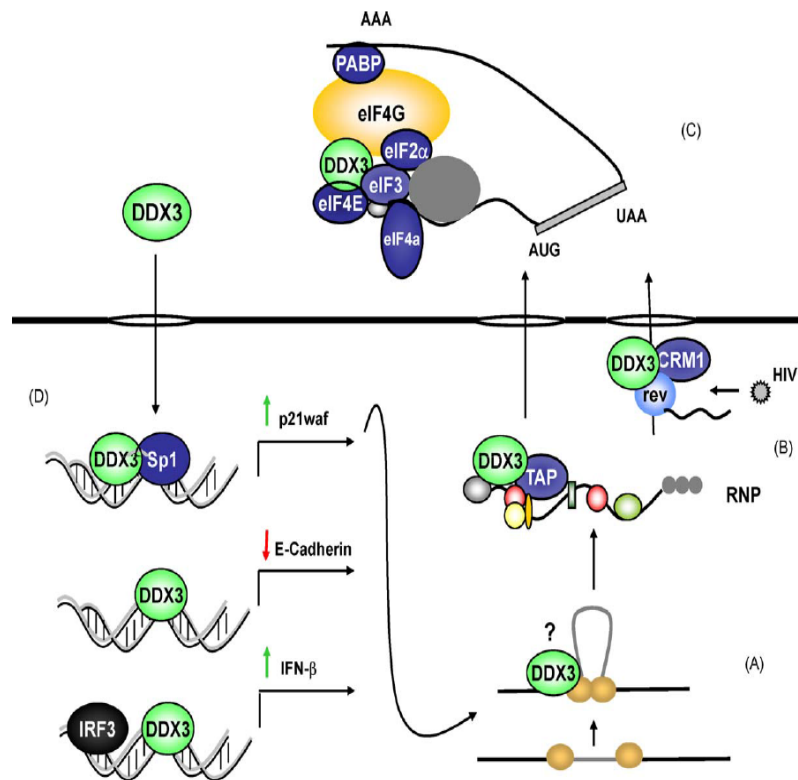 AAA
PABP
eIF4G
(C)
eIF2α
DDX3
eIF3
eIF4E
DDX3
UAA
eIF4a
AUG
DDX3
CRM1
HIV
rev
(D)
p21waf
DDX3
Sp1
(B)
DDX3
TAP
RNP
E-Cadherin
DDX3
?
IFN-β
DDX3
(A)
IRF3
DDX3